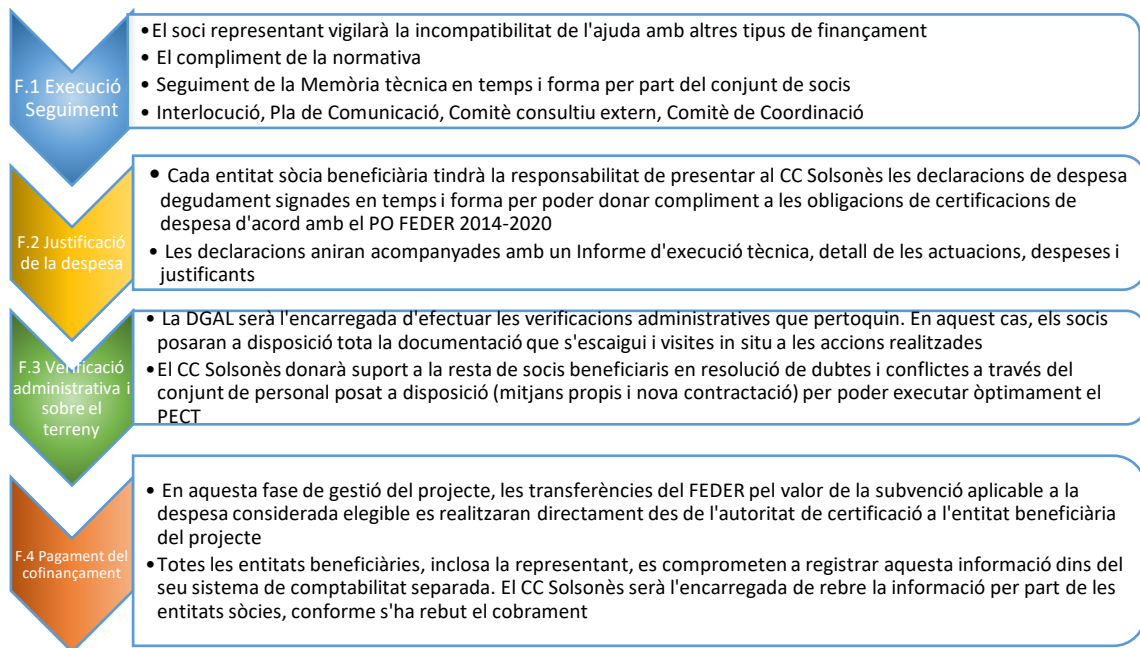 F.1 Execució
Seguiment
•El soci representant vigilarà la incompatibilitat de l'ajuda amb altres tipus de finançament
• El compliment de la normativa
• Seguiment de la Memòria tècnica en temps i forma per part del conjunt de socis
• Interlocució, Pla de Comunicació, Comitè consultiu extern, Comitè de Coordinació
F.2 Justificació
de la despesa
• Cada entitat sòcia beneficiària tindrà la responsabilitat de presentar al CC Solsonès les declaracions de despesa
degudament signades en temps i forma per poder donar compliment a les obligacions de certificacions de
despesa d'acord amb el PO FEDER 2014-2020
• Les declaracions aniran acompanyades amb un Informe d'execució tècnica, detall de les actuacions, despeses i
justificants
F.3 Verificació
administrativa i
sobre el
terreny
• La DGAL serà l'encarregada d'efectuar les verificacions administratives que pertoquin. En aquest cas, els socis
posaran a disposició tota la documentació que s'escaigui i visites in situ a les accions realitzades
•El CC Solsonès donarà suport a la resta de socis beneficiaris en resolució de dubtes i conflictes a través del
conjunt de personal posat a disposició (mitjans propis i nova contractació) per poder executar òptimament el
PECT
F.4 Pagament del
cofinançament
• En aquesta fase de gestió del projecte, les transferències del FEDER pel valor de la subvenció aplicable a la
despesa considerada elegible es realitzaran directament des de l'autoritat de certificació a l'entitat beneficiària
del projecte
•Totes les entitats beneficiàries, inclosa la representant, es comprometen a registrar aquesta informació dins del
seu sistema de comptabilitat separada. El CC Solsonès serà l'encarregada de rebre la informació per part de les
entitats sòcies, conforme s'ha rebut el cobrament